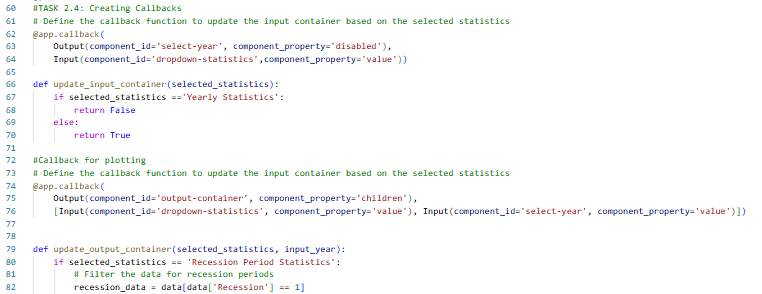 60 #TASK 2.4: Creating Callbacks
61 # Define the callback function to update the input container based on the selected statistics
62 @app.callback(
63     Output(component_id='select-year', component_property='disabled'),
64     Input(component_id='dropdown-statistics',component_property='value'))
65
66 def update_input_container(selected_statistics):
67     if selected_statistics =='Yearly Statistics':
68         return False
69     else:
70         return True
71
72 #Callback for plotting
73 # Define the callback function to update the input container based on the selected statistics
74 @app.callback(
75     Output(component_id='output-container', component_property='children'),
76     [Input(component_id='dropdown-statistics', component_property='value'), Input(component_id='select-year', component_property='value')])
77
78
79 def update_output_container(selected_statistics, input_year):
80     if selected_statistics == 'Recession Period Statistics':
81         # Filter the data for recession periods
82         recession_data = data[data['Recession'] == 1]